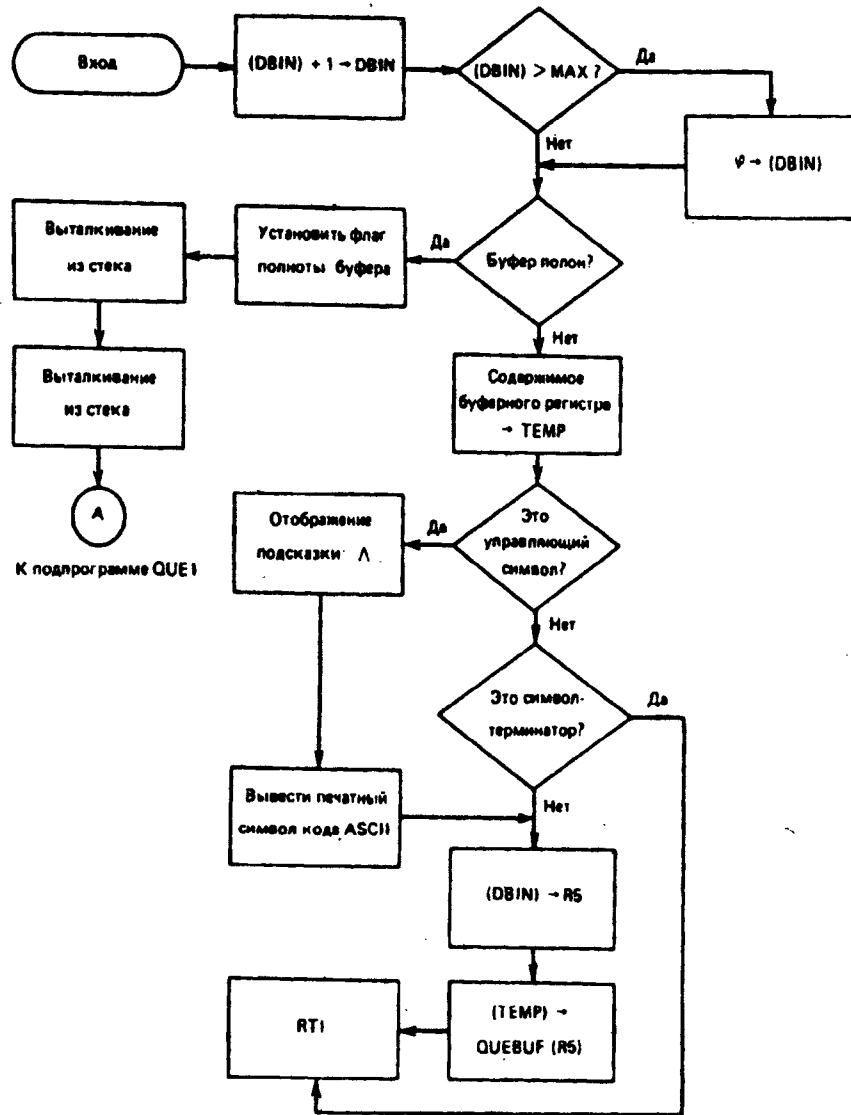 Вход
(DBIN) + 1 → DBIN
(DBIN) > MAX ?
Да
Нет
φ → (DBIN)
Выталкивание
из стека
Установить флаг
полноты буфера
Да
Буфер полон?
Нет
Выталкивание
из стека
Содержимое
буферного регистра
→ TEMP
А
К подпрограмме QUE1
Отображение
подсказки Λ
Да
Это
управляющий
символ?
Нет
Это символ-
терминатор?
Да
Вывести печатный
символ кода ASCII
Нет
(DBIN) → R5
RTI
(TEMP) →
QUEBUF (R5)